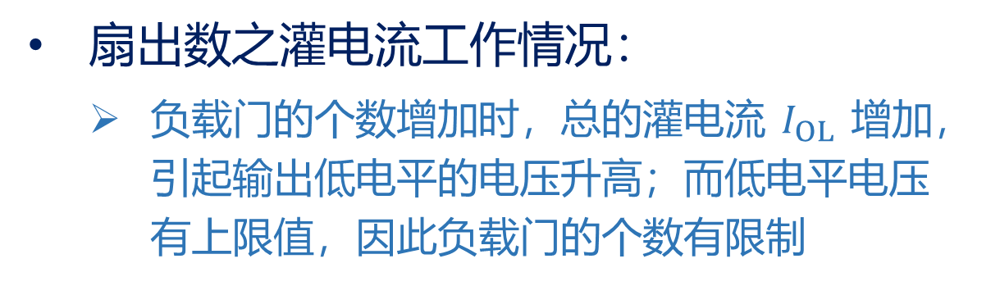 • 扇出数之灌电流工作情况：
➢ 负载门的个数增加时，总的灌电流 I_OL 增加，
引起输出低电平的电压升高；而低电平电压
有上限值，因此负载门的个数有限制